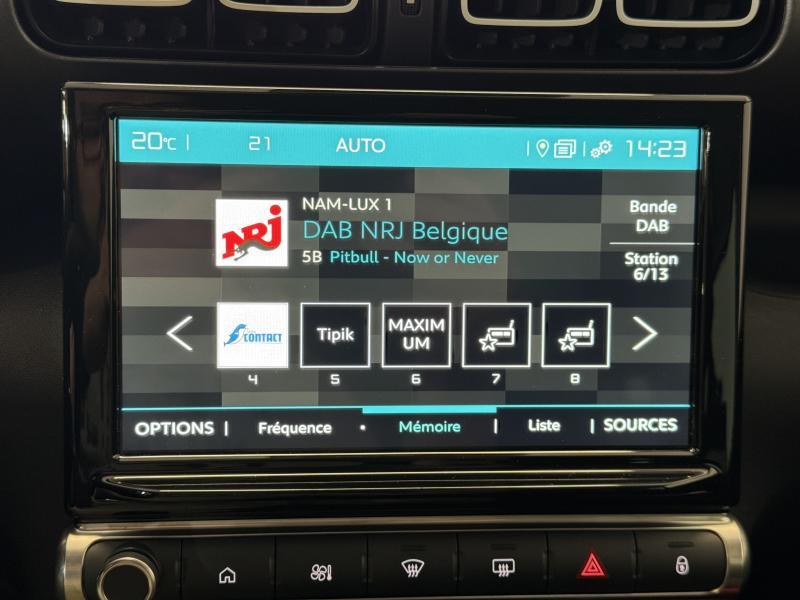 20°C | 21 AUTO 14:23
NRJ
NAM-LUX 1
DAB NRJ Belgique
5B Pitbull - Now or Never
Bande
DAB
Station
6/13
CONTACT
Tipik
MAXIM
UM
4 5 6 7 8
OPTIONS | Fréquence • Mémoire | Liste | SOURCES